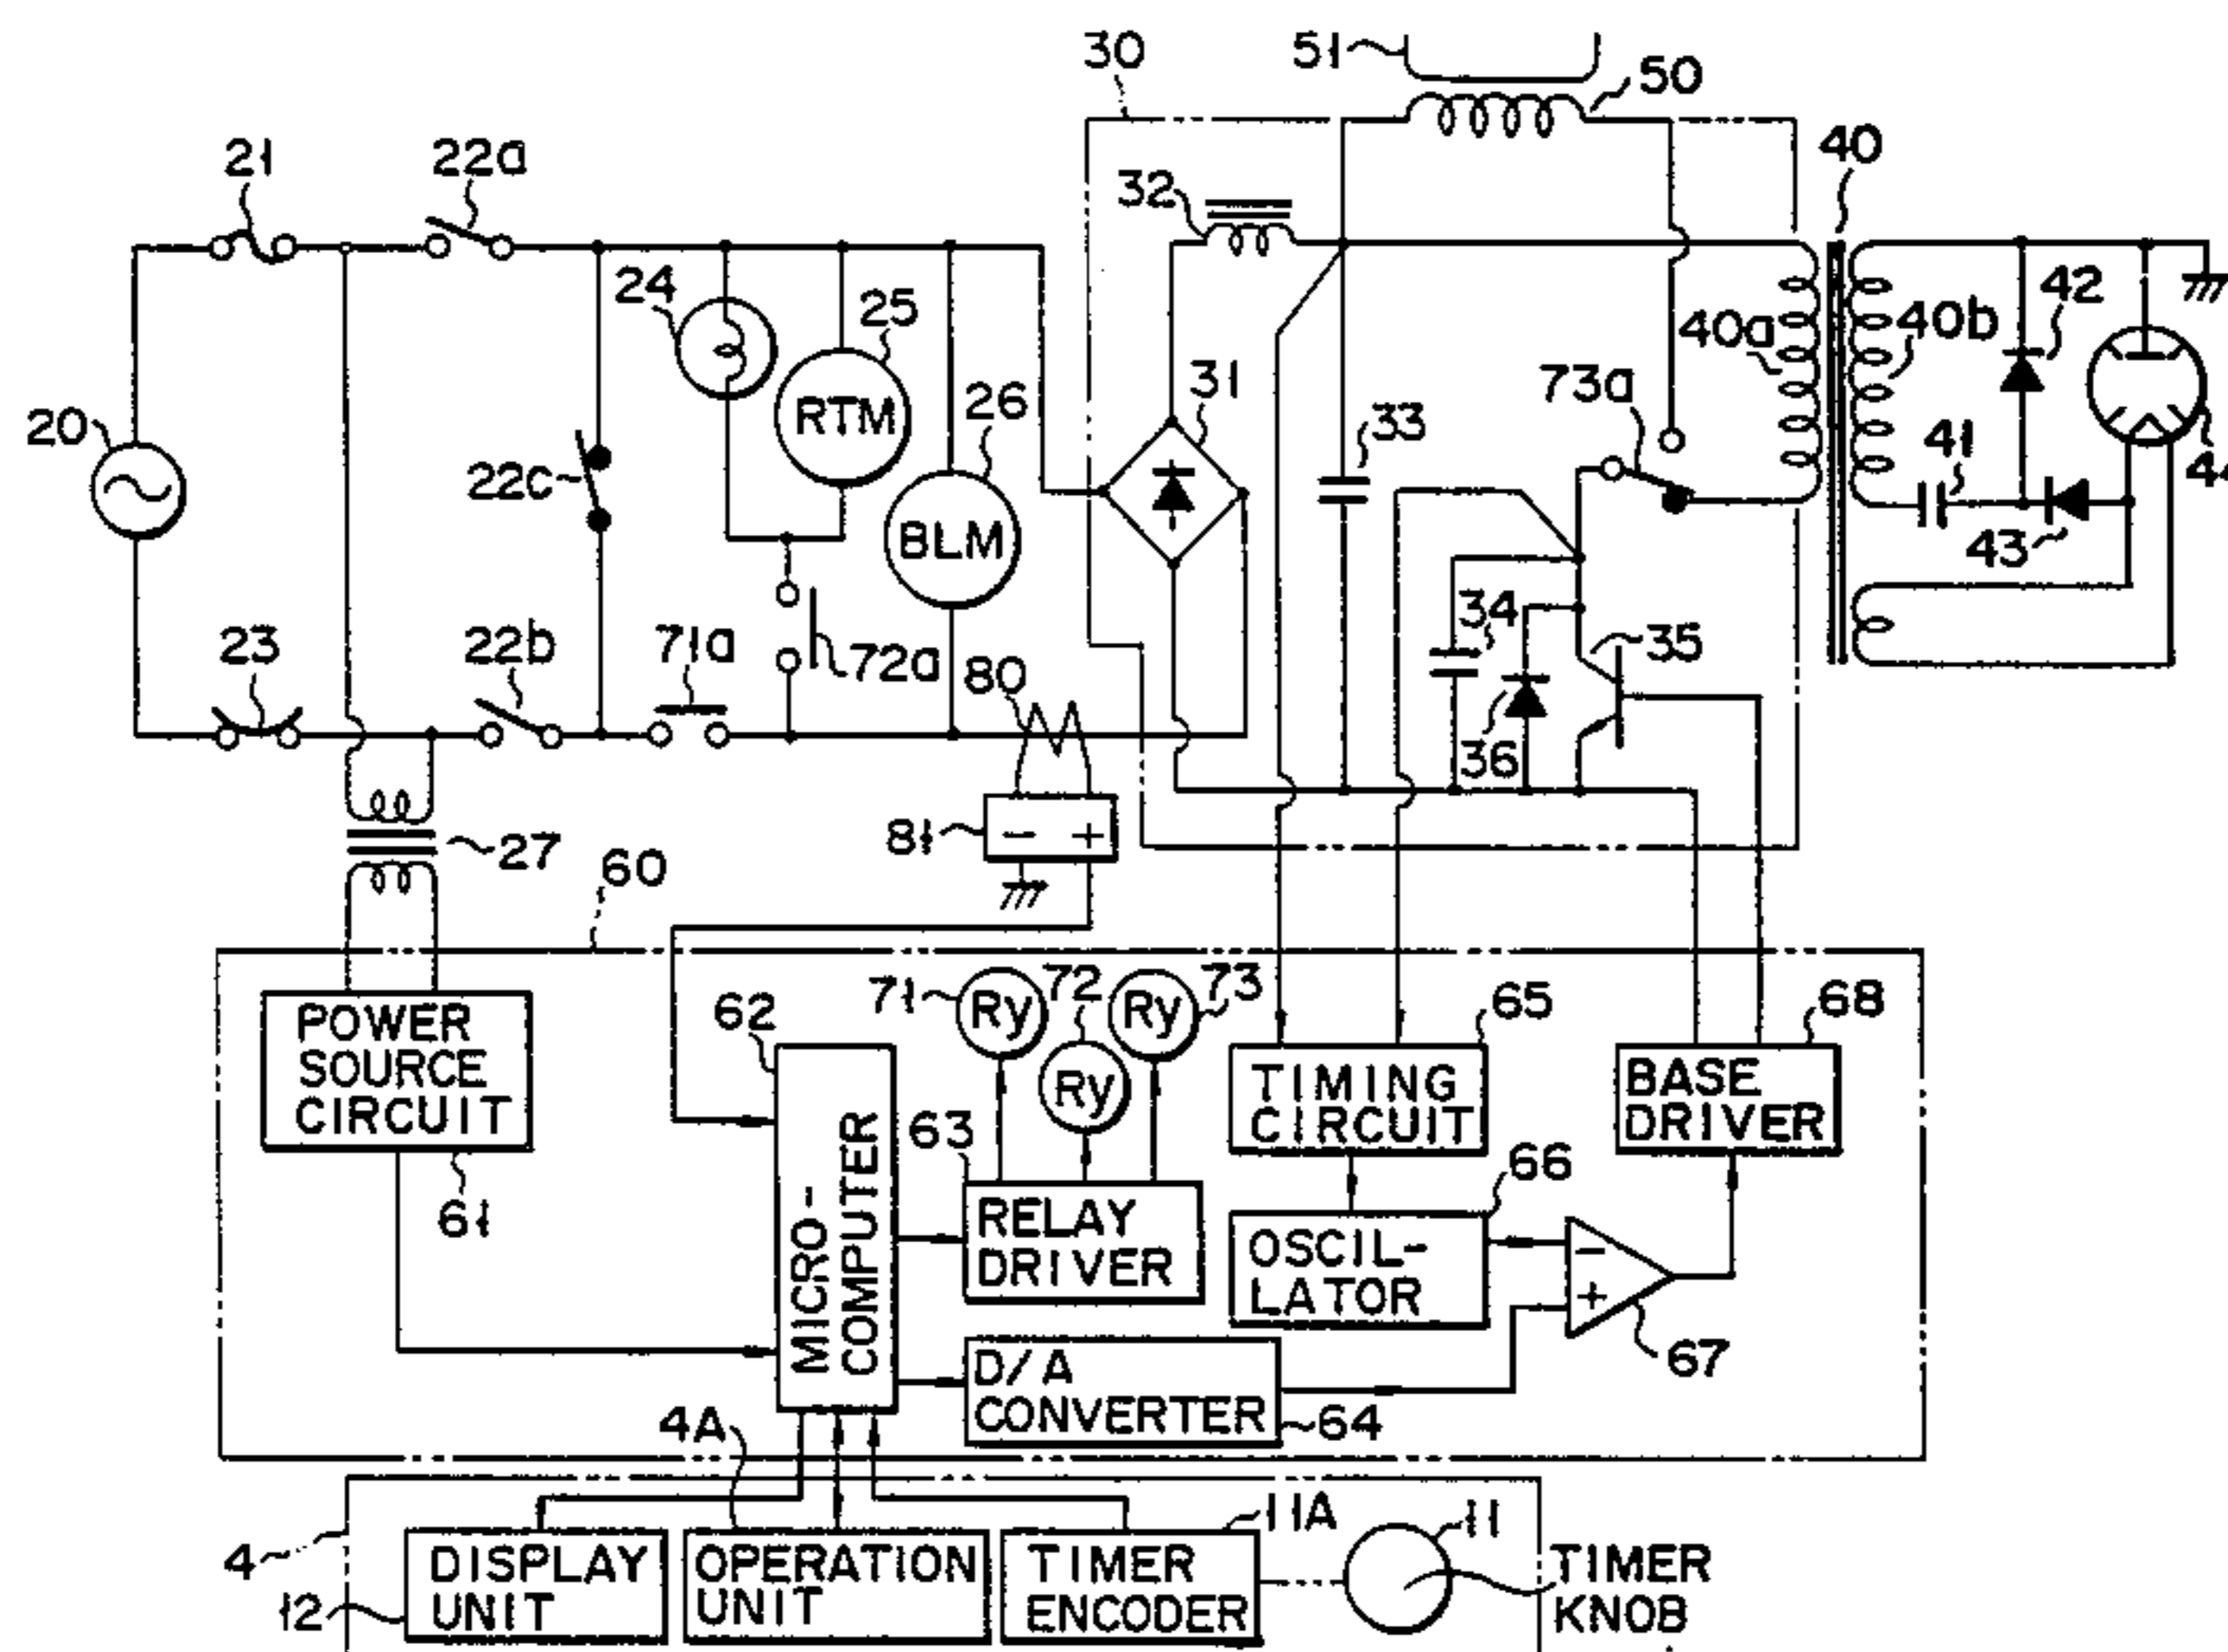 30
51
50
21
22a
32
40
24
25
42
40a
40b
20
22c
RTM
26
31
73a
33
41
44
BLM
43
23
22b
71a
72a
80
34
35
36
81
- +
27
60
POWER
SOURCE
CIRCUIT
61
62
MICRO-
COMPUTER
71
Ry
72
Ry
73
Ry
63
RELAY
DRIVER
65
TIMING
CIRCUIT
68
BASE
DRIVER
66
OSCIL-
LATOR
-
+
67
D/A
CONVERTER
64
4A
4
12
DISPLAY
UNIT
OPERATION
UNIT
11A
TIMER
ENCODER
11
TIMER
KNOB